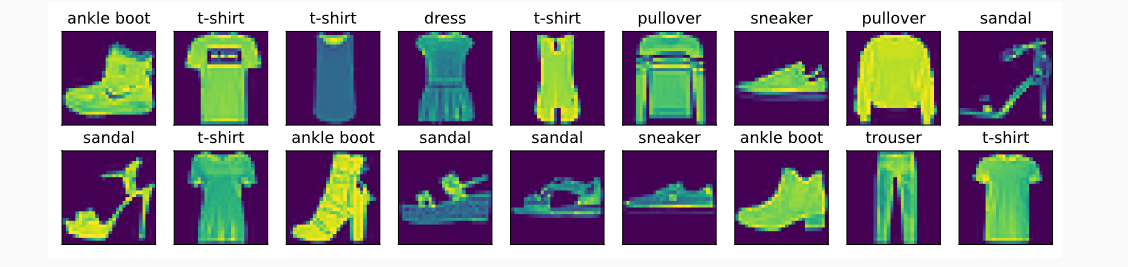 ankle boot t-shirt t-shirt dress t-shirt pullover sneaker pullover sandal
sandal t-shirt ankle boot sandal sandal sneaker ankle boot trouser t-shirt